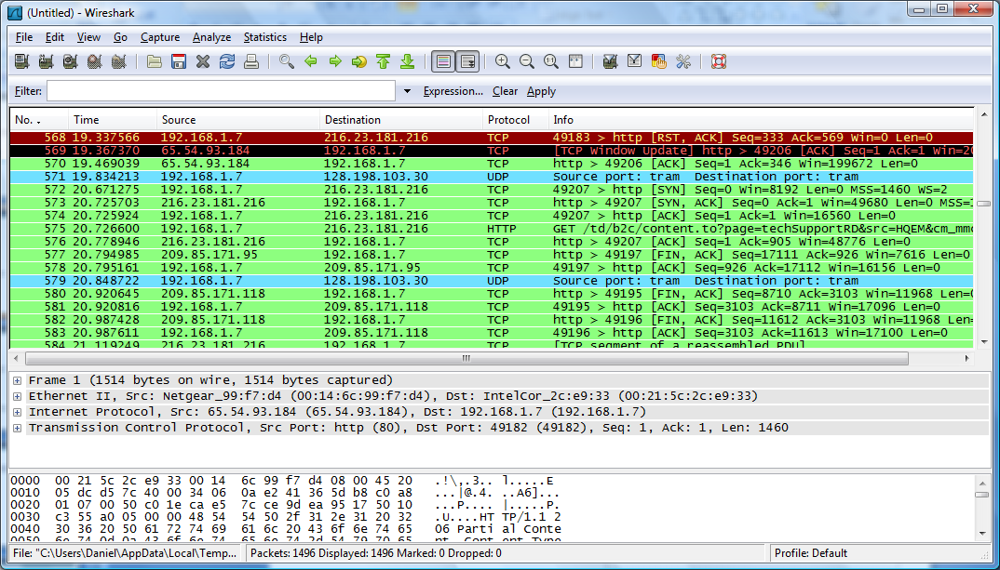 (Untitled) - Wireshark
File Edit View Go Capture Analyze Statistics Help
Filter: Expression... Clear Apply
No. . Time Source Destination Protocol Info
568 19.337566 192.168.1.7 216.23.181.216 TCP 49183 > http [RST, ACK] Seq=333 Ack=569 Win=0 Len=0
569 19.367370 65.54.93.184 192.168.1.7 TCP [TCP Window Update] http > 49206 [ACK] Seq=1 Ack=1 Win=20
570 19.469039 65.54.93.184 192.168.1.7 TCP http > 49206 [ACK] Seq=1 Ack=346 Win=199672 Len=0
571 19.834213 192.168.1.7 128.198.103.30 UDP Source port: tram Destination port: tram
572 20.671275 192.168.1.7 216.23.181.216 TCP 49207 > http [SYN] Seq=0 Win=8192 Len=0 MSS=1460 WS=2
573 20.725703 216.23.181.216 192.168.1.7 TCP http > 49207 [SYN, ACK] Seq=0 Ack=1 Win=49680 Len=0 MSS=1
574 20.725924 192.168.1.7 216.23.181.216 TCP 49207 > http [ACK] Seq=1 Ack=1 Win=16560 Len=0
575 20.726600 192.168.1.7 216.23.181.216 HTTP GET /td/b2c/content.to?page=techSupportRD&src=HQEM&cm_mmc
576 20.778946 216.23.181.216 192.168.1.7 TCP http > 49207 [ACK] Seq=1 Ack=905 Win=48776 Len=0
577 20.794985 209.85.171.95 192.168.1.7 TCP http > 49197 [FIN, ACK] Seq=17111 Ack=926 Win=7616 Len=0
578 20.795161 192.168.1.7 209.85.171.95 TCP 49197 > http [ACK] Seq=926 Ack=17112 Win=16156 Len=0
579 20.848722 192.168.1.7 128.198.103.30 UDP Source port: tram Destination port: tram
580 20.920645 209.85.171.118 192.168.1.7 TCP http > 49195 [FIN, ACK] Seq=8710 Ack=3103 Win=11968 Len=0
581 20.920816 192.168.1.7 209.85.171.118 TCP 49195 > http [ACK] Seq=3103 Ack=8711 Win=17096 Len=0
582 20.987428 209.85.171.118 192.168.1.7 TCP http > 49196 [FIN, ACK] Seq=11612 Ack=3103 Win=11968 Len=
583 20.987611 192.168.1.7 209.85.171.118 TCP 49196 > http [ACK] Seq=3103 Ack=11613 Win=17100 Len=0
584 21.119249 216.23.181.216 192.168.1.7 TCP [TCP segment of a reassembled PDU]
Frame 1 (1514 bytes on wire, 1514 bytes captured)
Ethernet II, Src: Netgear_99:f7:d4 (00:14:6c:99:f7:d4), Dst: IntelCor_2c:e9:33 (00:21:5c:2c:e9:33)
Internet Protocol, Src: 65.54.93.184 (65.54.93.184), Dst: 192.168.1.7 (192.168.1.7)
Transmission Control Protocol, Src Port: http (80), Dst Port: 49182 (49182), Seq: 1, Ack: 1, Len: 1460
0000 00 21 5c 2c e9 33 00 14 6c 99 f7 d4 08 00 45 20 .!\,.3.. l.....E
0010 05 dc d5 7c 40 00 34 06 0a e2 41 36 5d b8 c0 a8 ...|@.4. ..A6]...
0020 01 07 00 50 c0 1e ca e5 7c ce 9d ea 95 17 50 10 ...P.... |.....P.
0030 c3 55 a0 05 00 00 48 54 54 50 2f 31 2e 31 20 32 .U....HT TP/1.1 2
0040 30 36 20 50 61 72 74 69 61 6c 20 43 6f 6e 74 65 06 Parti al Conte
0050 6e 74 0d 0a 43 6f 6e 74 65 6e 74 2d 54 79 70 65 nt..Cont ent-Type
File: "C:\Users\Daniel\AppData\Local\Temp... Packets: 1496 Displayed: 1496 Marked: 0 Dropped: 0 Profile: Default